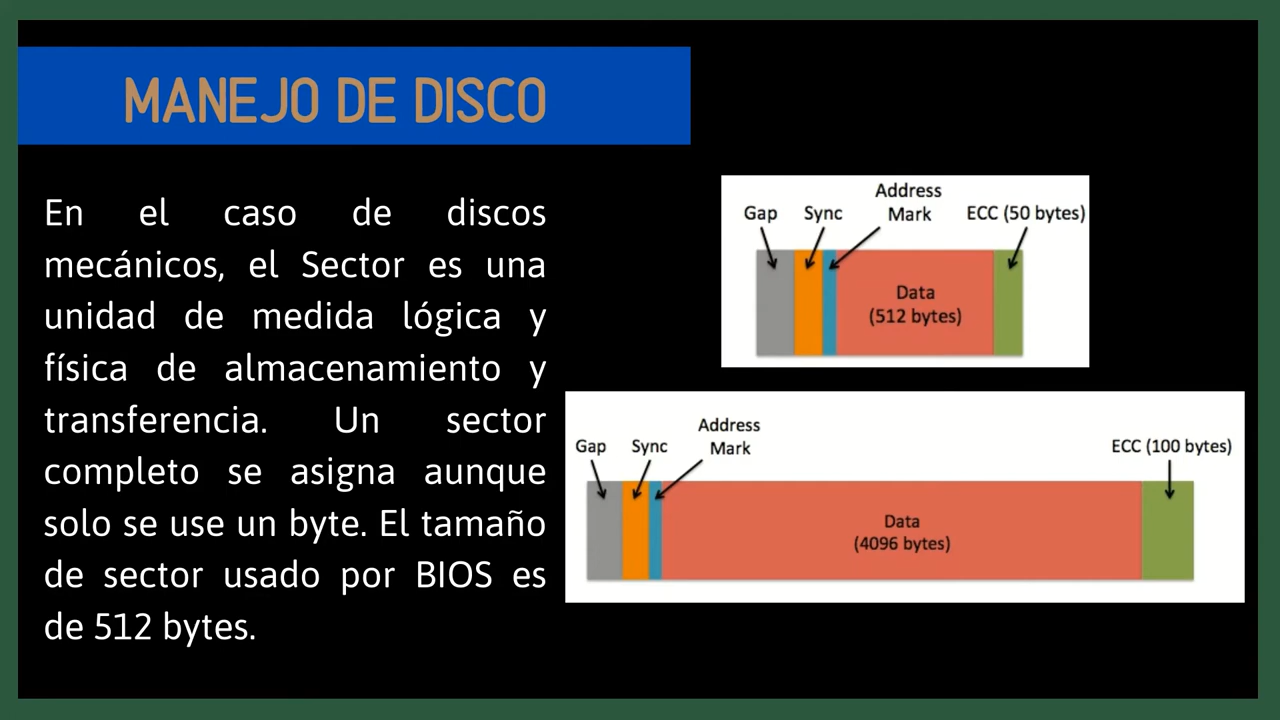 MANEJO DE DISCO
En el caso de discos
mecánicos, el Sector es una
unidad de medida lógica y
física de almacenamiento y
transferencia. Un sector
completo se asigna aunque
solo se use un byte. El tamaño
de sector usado por BIOS es
de 512 bytes.
Gap
Sync
Address
Mark
ECC (50 bytes)
Data
(512 bytes)
Gap
Sync
Address
Mark
ECC (100 bytes)
Data
(4096 bytes)